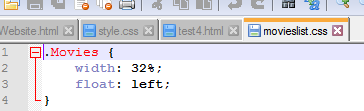 Website.html style.css test4.html movieslist.css
1 .Movies {
2 width: 32%;
3 float: left;
4 }